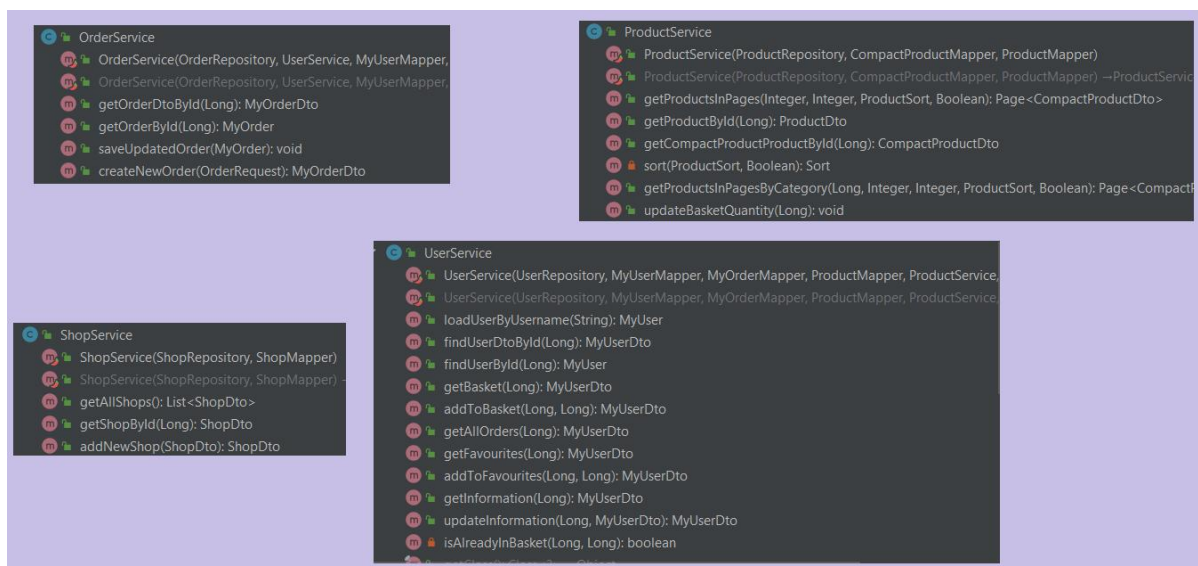 OrderService
OrderService(OrderRepository, UserService, MyUserMapper,
OrderService(OrderRepository, UserService, MyUserMapper,
getOrderDtoById(Long): MyOrderDto
getOrderById(Long): MyOrder
saveUpdatedOrder(MyOrder): void
createNewOrder(OrderRequest): MyOrderDto
ProductService
ProductService(ProductRepository, CompactProductMapper, ProductMapper)
ProductService(ProductRepository, CompactProductMapper, ProductMapper) →ProductServic
getProductsInPages(Integer, Integer, ProductSort, Boolean): Page<CompactProductDto>
getProductById(Long): ProductDto
getCompactProductProductById(Long): CompactProductDto
sort(ProductSort, Boolean): Sort
getProductsInPagesByCategory(Long, Integer, Integer, ProductSort, Boolean): Page<CompactP
updateBasketQuantity(Long): void
ShopService
ShopService(ShopRepository, ShopMapper)
ShopService(ShopRepository, ShopMapper)
getAllShops(): List<ShopDto>
getShopById(Long): ShopDto
addNewShop(ShopDto): ShopDto
UserService
UserService(UserRepository, MyUserMapper, MyOrderMapper, ProductMapper, ProductService,
UserService(UserRepository, MyUserMapper, MyOrderMapper, ProductMapper, ProductService,
loadUserByUsername(String): MyUser
findUserDtoById(Long): MyUserDto
findUserById(Long): MyUser
getBasket(Long): MyUserDto
addToBasket(Long, Long): MyUserDto
getAllOrders(Long): MyUserDto
getFavourites(Long): MyUserDto
addToFavourites(Long, Long): MyUserDto
getInformation(Long): MyUserDto
updateInformation(Long, MyUserDto): MyUserDto
isAlreadyInBasket(Long, Long): boolean